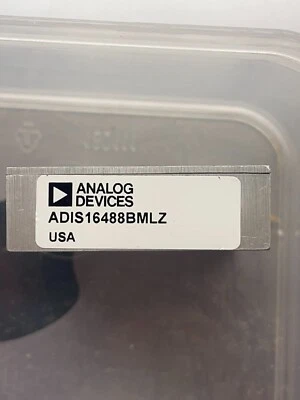 ANALOG
DEVICES
ADIS16488BMLZ
USA